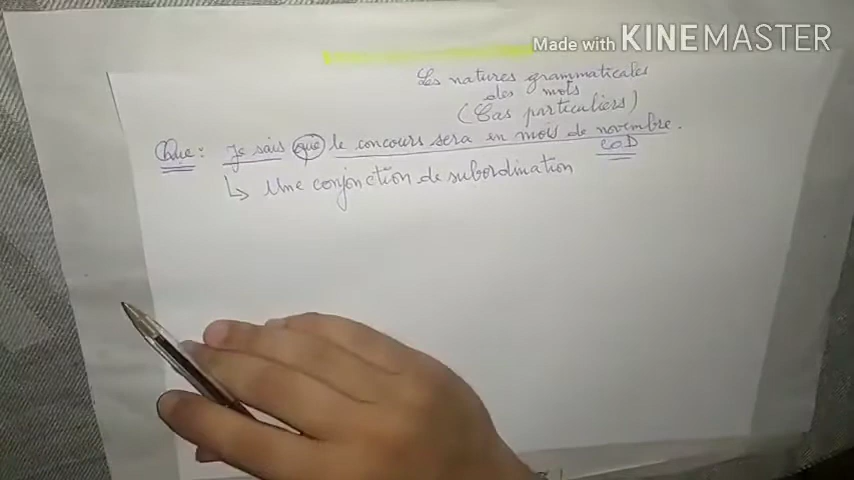 Made with KINEMASTER
Les natures grammaticales
des mots
(Cas particuliers)
Que : Je sais que le concours sera en mois de novembre.
COD
↳ Une conjonction de subordination